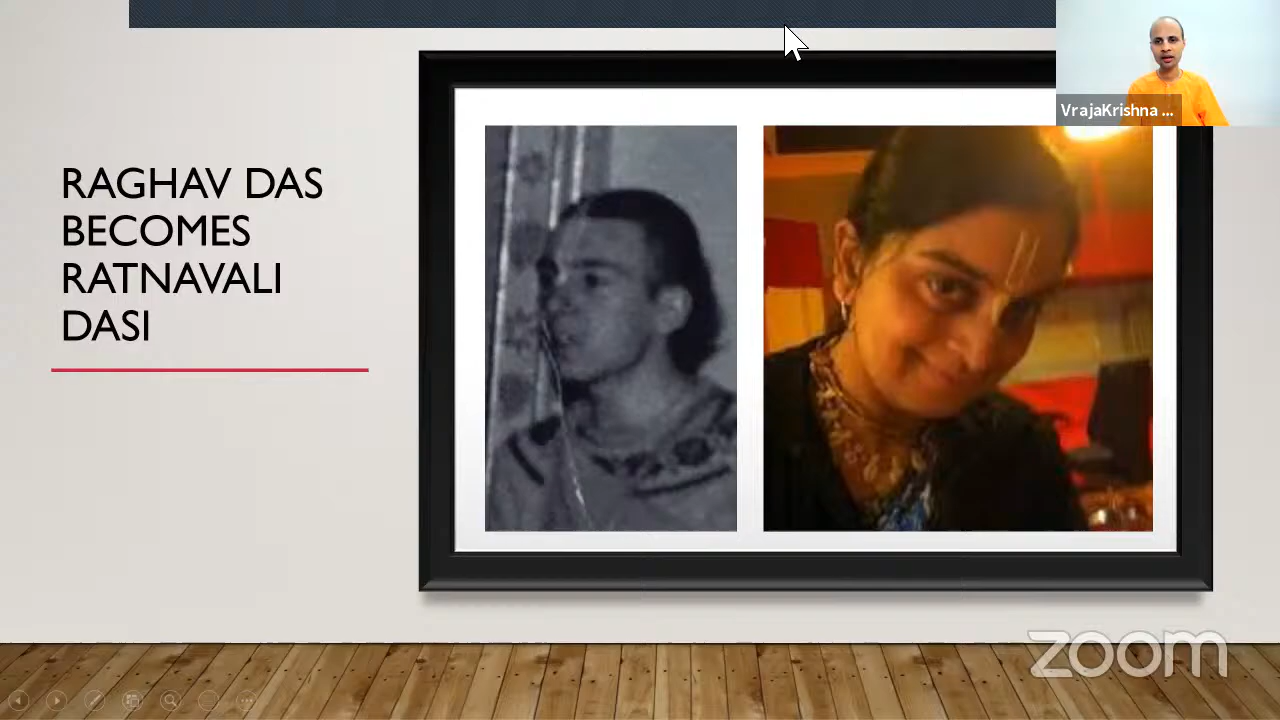 VrajaKrishna ...
RAGHAV DAS
BECOMES
RATNAVALI
DASI
zoom